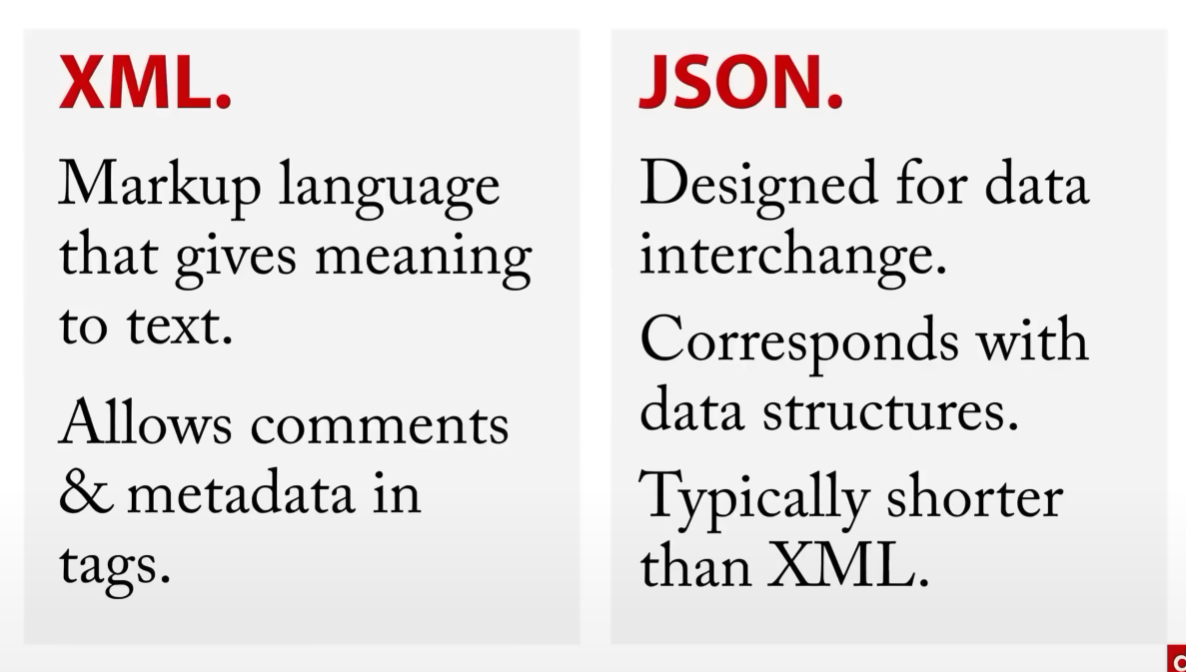 XML.
Markup language
that gives meaning
to text.
Allows comments
& metadata in
tags.
JSON.
Designed for data
interchange.
Corresponds with
data structures.
Typically shorter
than XML.